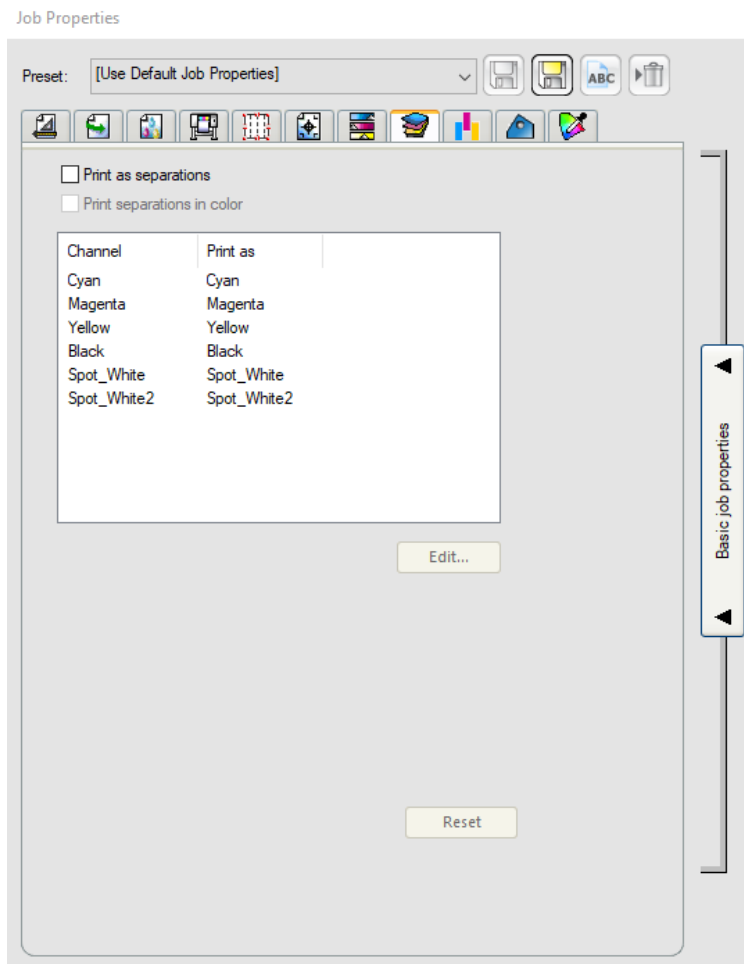 Job Properties
Preset: [Use Default Job Properties]
ABC
Print as separations
Print separations in color
Channel Print as
Cyan Cyan
Magenta Magenta
Yellow Yellow
Black Black
Spot_White Spot_White
Spot_White2 Spot_White2
Edit...
Basic job properties
Reset